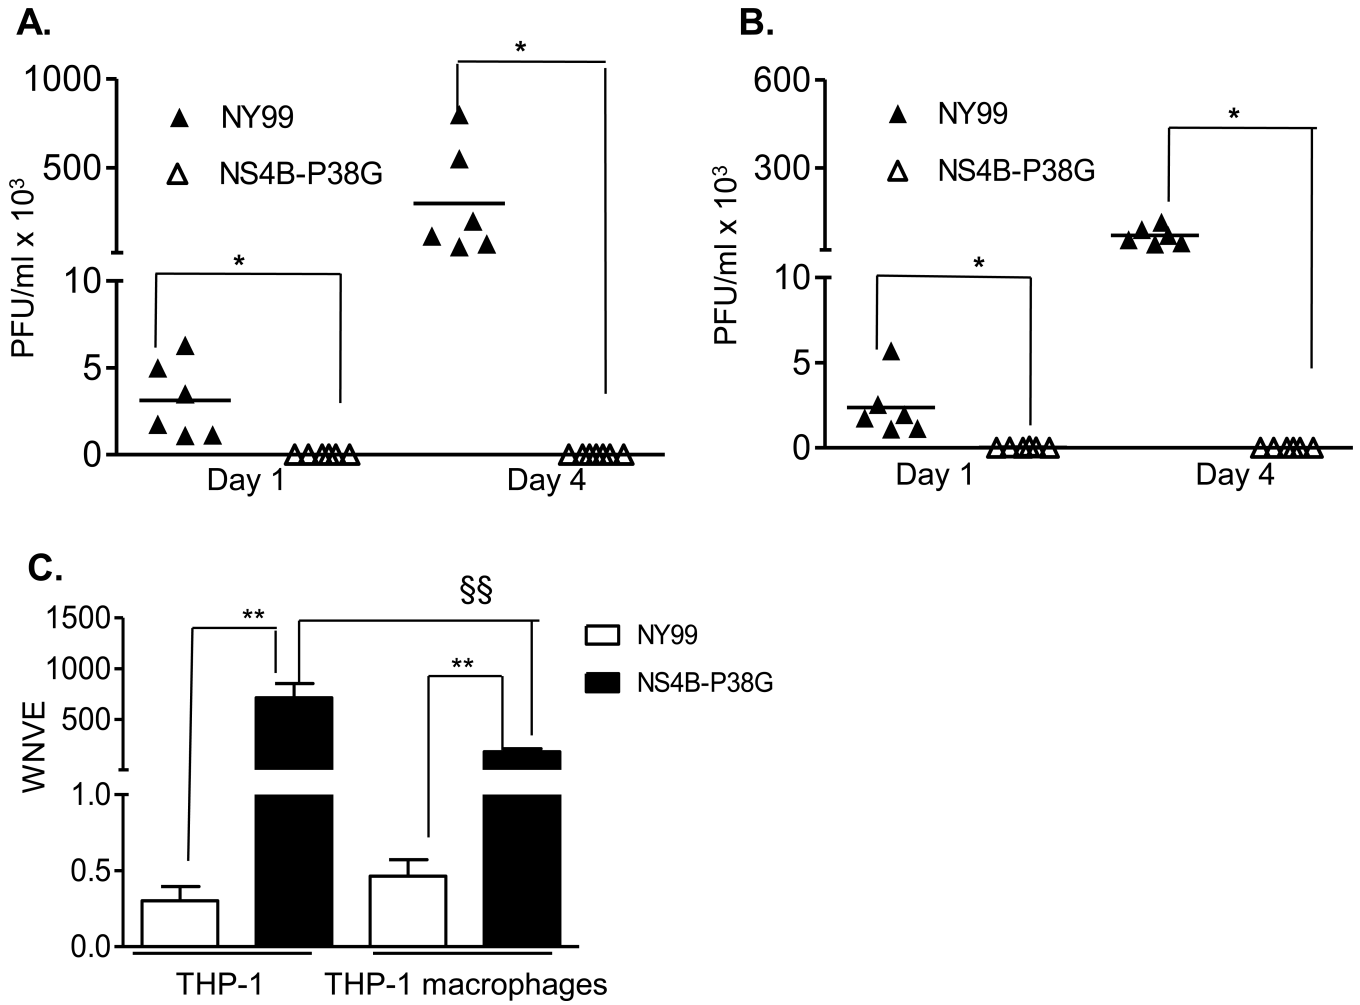 A.
1000
500
10
5
0
PFU/ml x 10³
NY99
NS4B-P38G
*
*
Day 1
Day 4
B.
600
300
10
5
0
PFU/ml x 10³
NY99
NS4B-P38G
*
*
Day 1
Day 4
C.
1500
1000
500
1.0
0.5
0.0
WNVE
**
§§
**
NY99
NS4B-P38G
THP-1
THP-1 macrophages